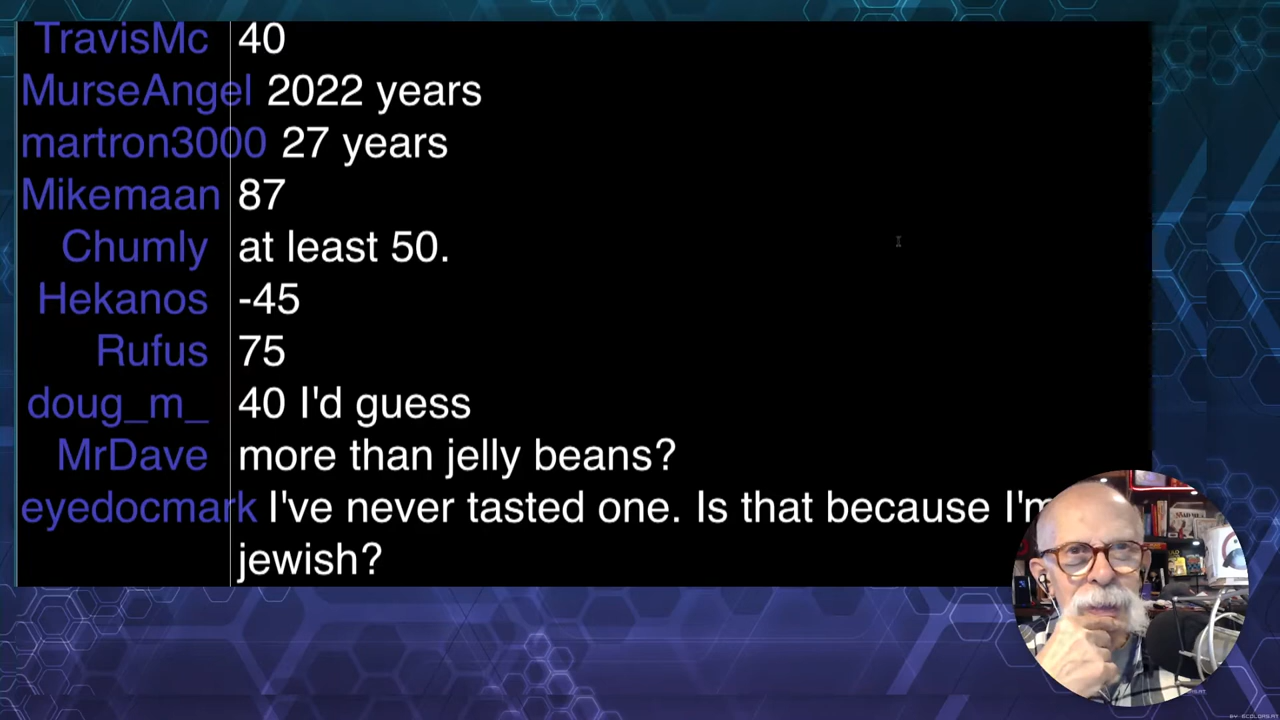 TravisMc 40
MurseAngel 2022 years
martron3000 27 years
Mikemaan 87
Chumly at least 50.
Hekanos -45
Rufus 75
doug_m_ 40 I'd guess
MrDave more than jelly beans?
eyedocmark I've never tasted one. Is that because I'm
jewish?